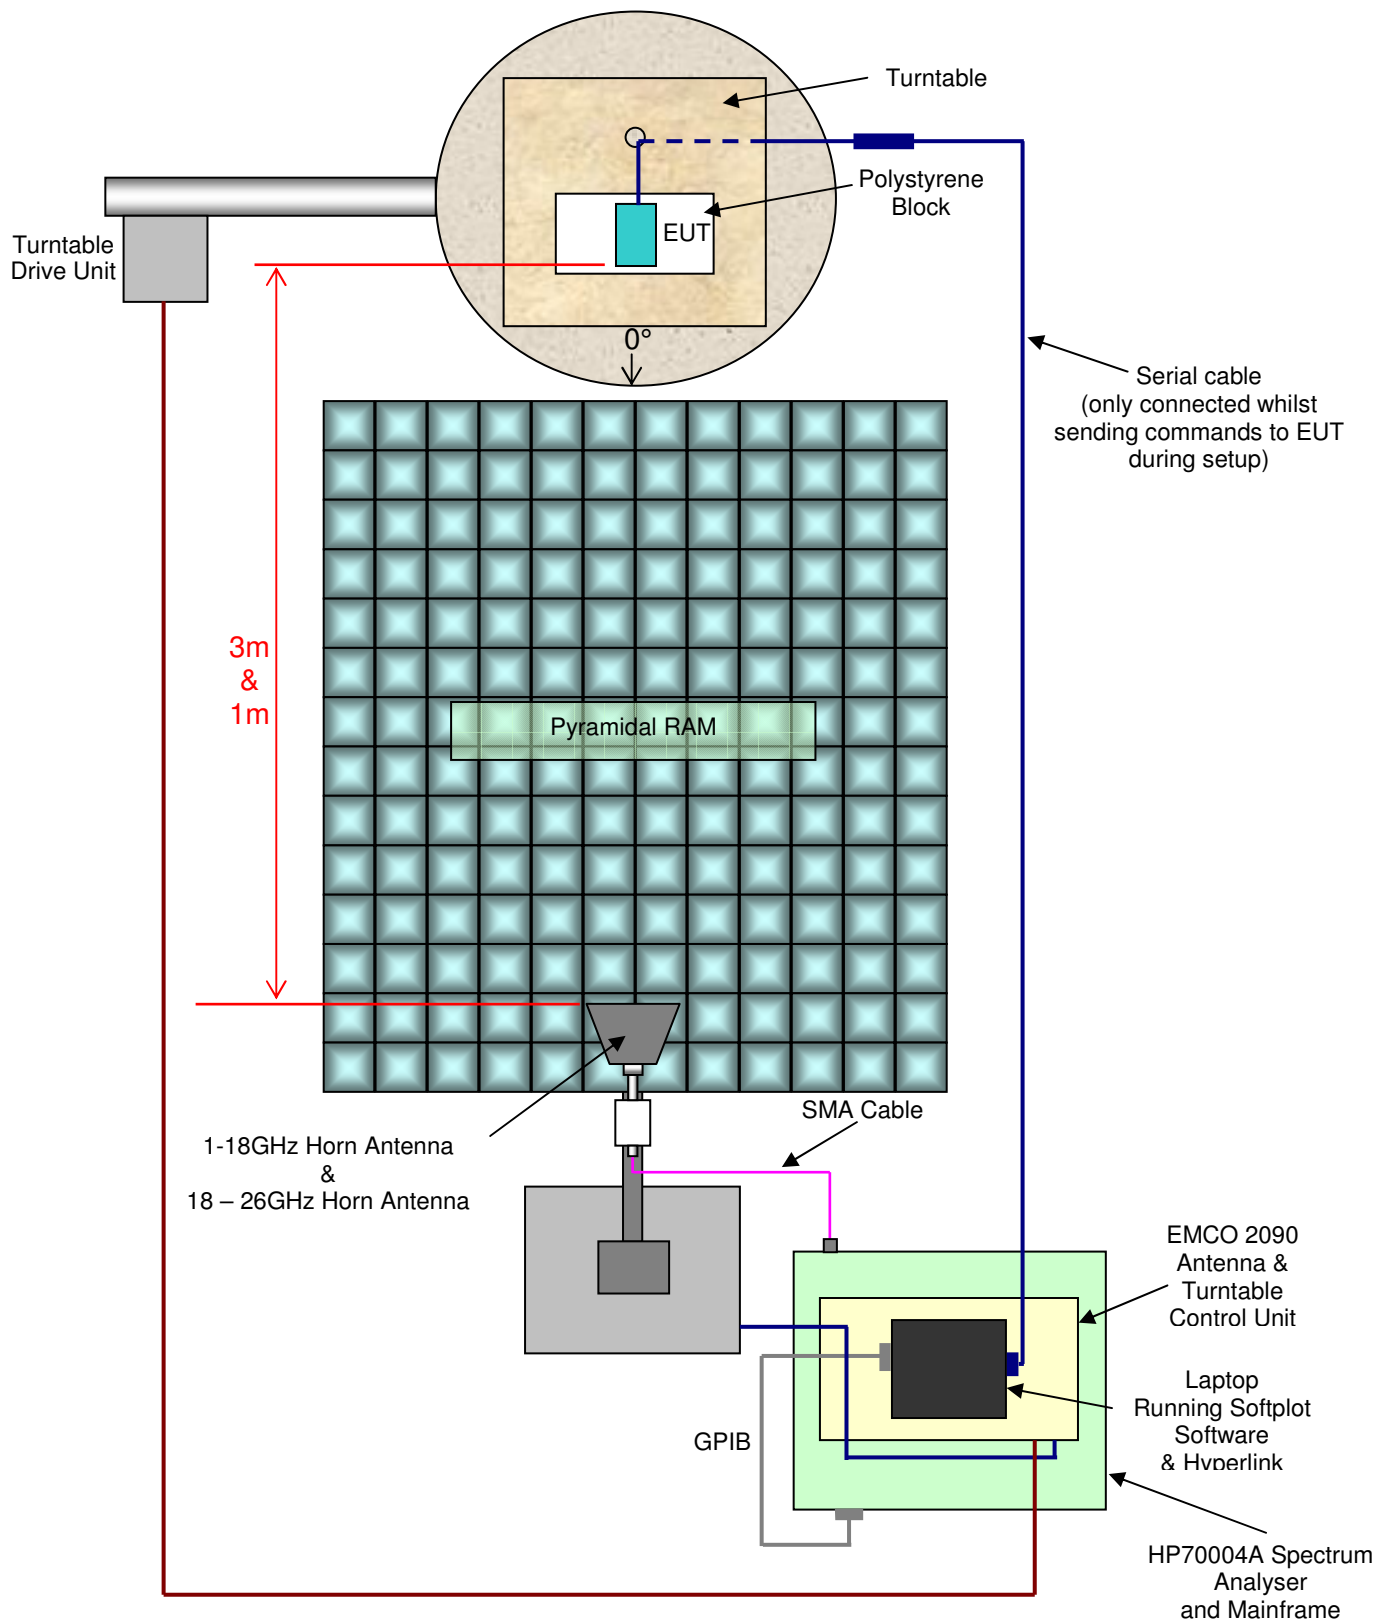 Turntable
Polystyrene
Block
EUT
Turntable
Drive Unit
0°
Serial cable
(only connected whilst
sending commands to EUT
during setup)
3m
&
1m
Pyramidal RAM
SMA Cable
1-18GHz Horn Antenna
&
18 – 26GHz Horn Antenna
EMCO 2090
Antenna &
Turntable
Control Unit
Laptop
Running Softplot
Software
& Hyperlink
GPIB
HP70004A Spectrum
Analyser
and Mainframe